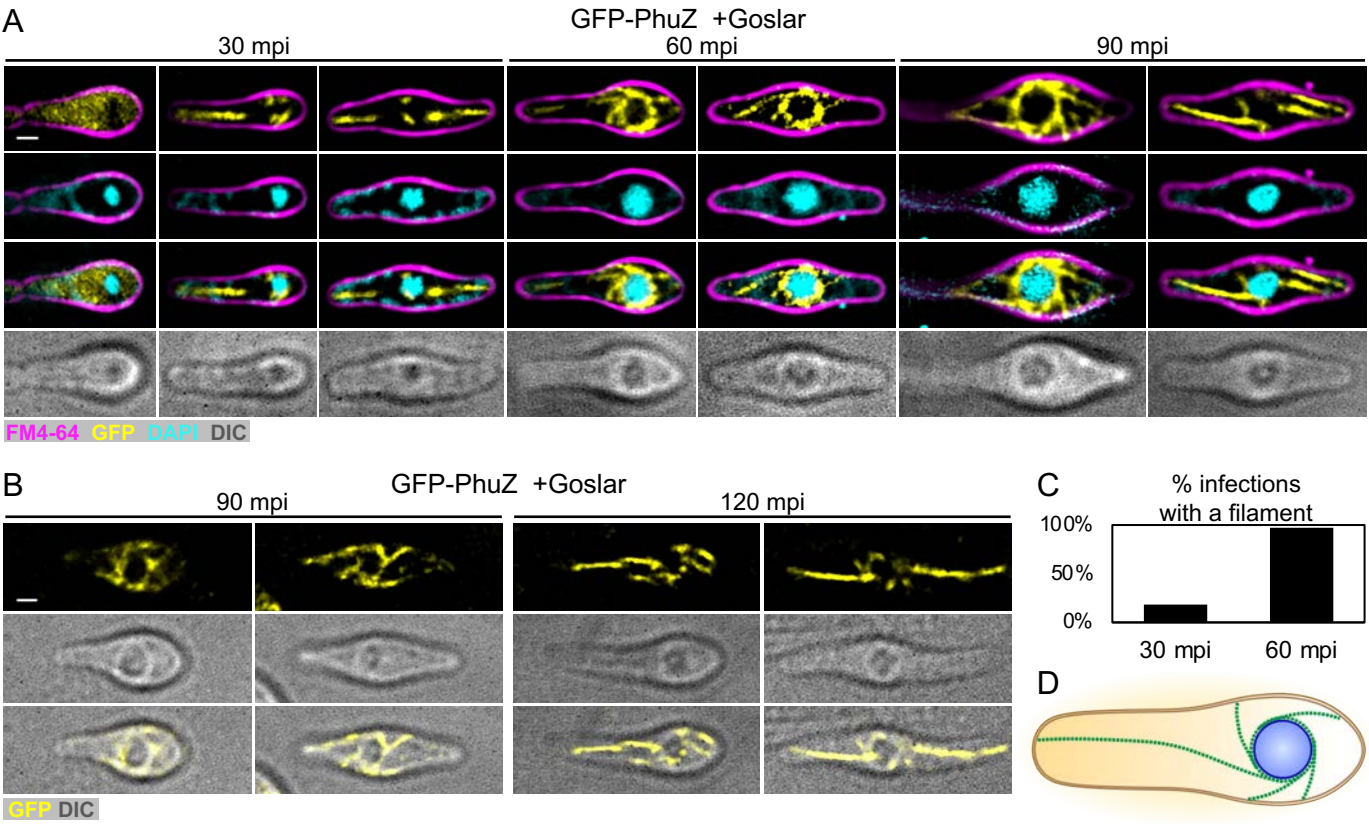 A
GFP-PhuZ +Goslar
30 mpi 60 mpi 90 mpi
FM4-64 GFP DAPI DIC
B
GFP-PhuZ +Goslar
90 mpi 120 mpi
GFP DIC
C
% infections
with a filament
100%
50%
0%
30 mpi 60 mpi
D